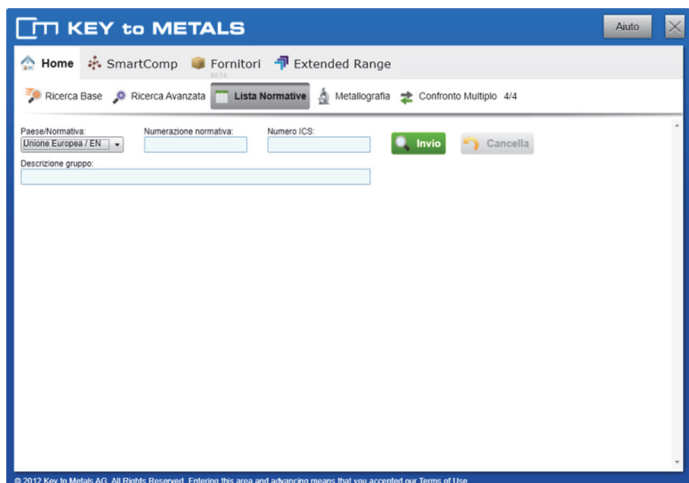 KEY to METALS
Aiuto
Home SmartComp Fornitori Extended Range
BETA
Ricerca Base Ricerca Avanzata Lista Normative Metallografia Confronto Multiplo 4/4
Paese/Normativa: Numerazione normativa: Numero ICS:
Unione Europea / EN Invio Cancella
Descrizione gruppo:
© 2012 Key to Metals AG. All Rights Reserved. Entering this area and advancing means that you accepted our Terms of Use